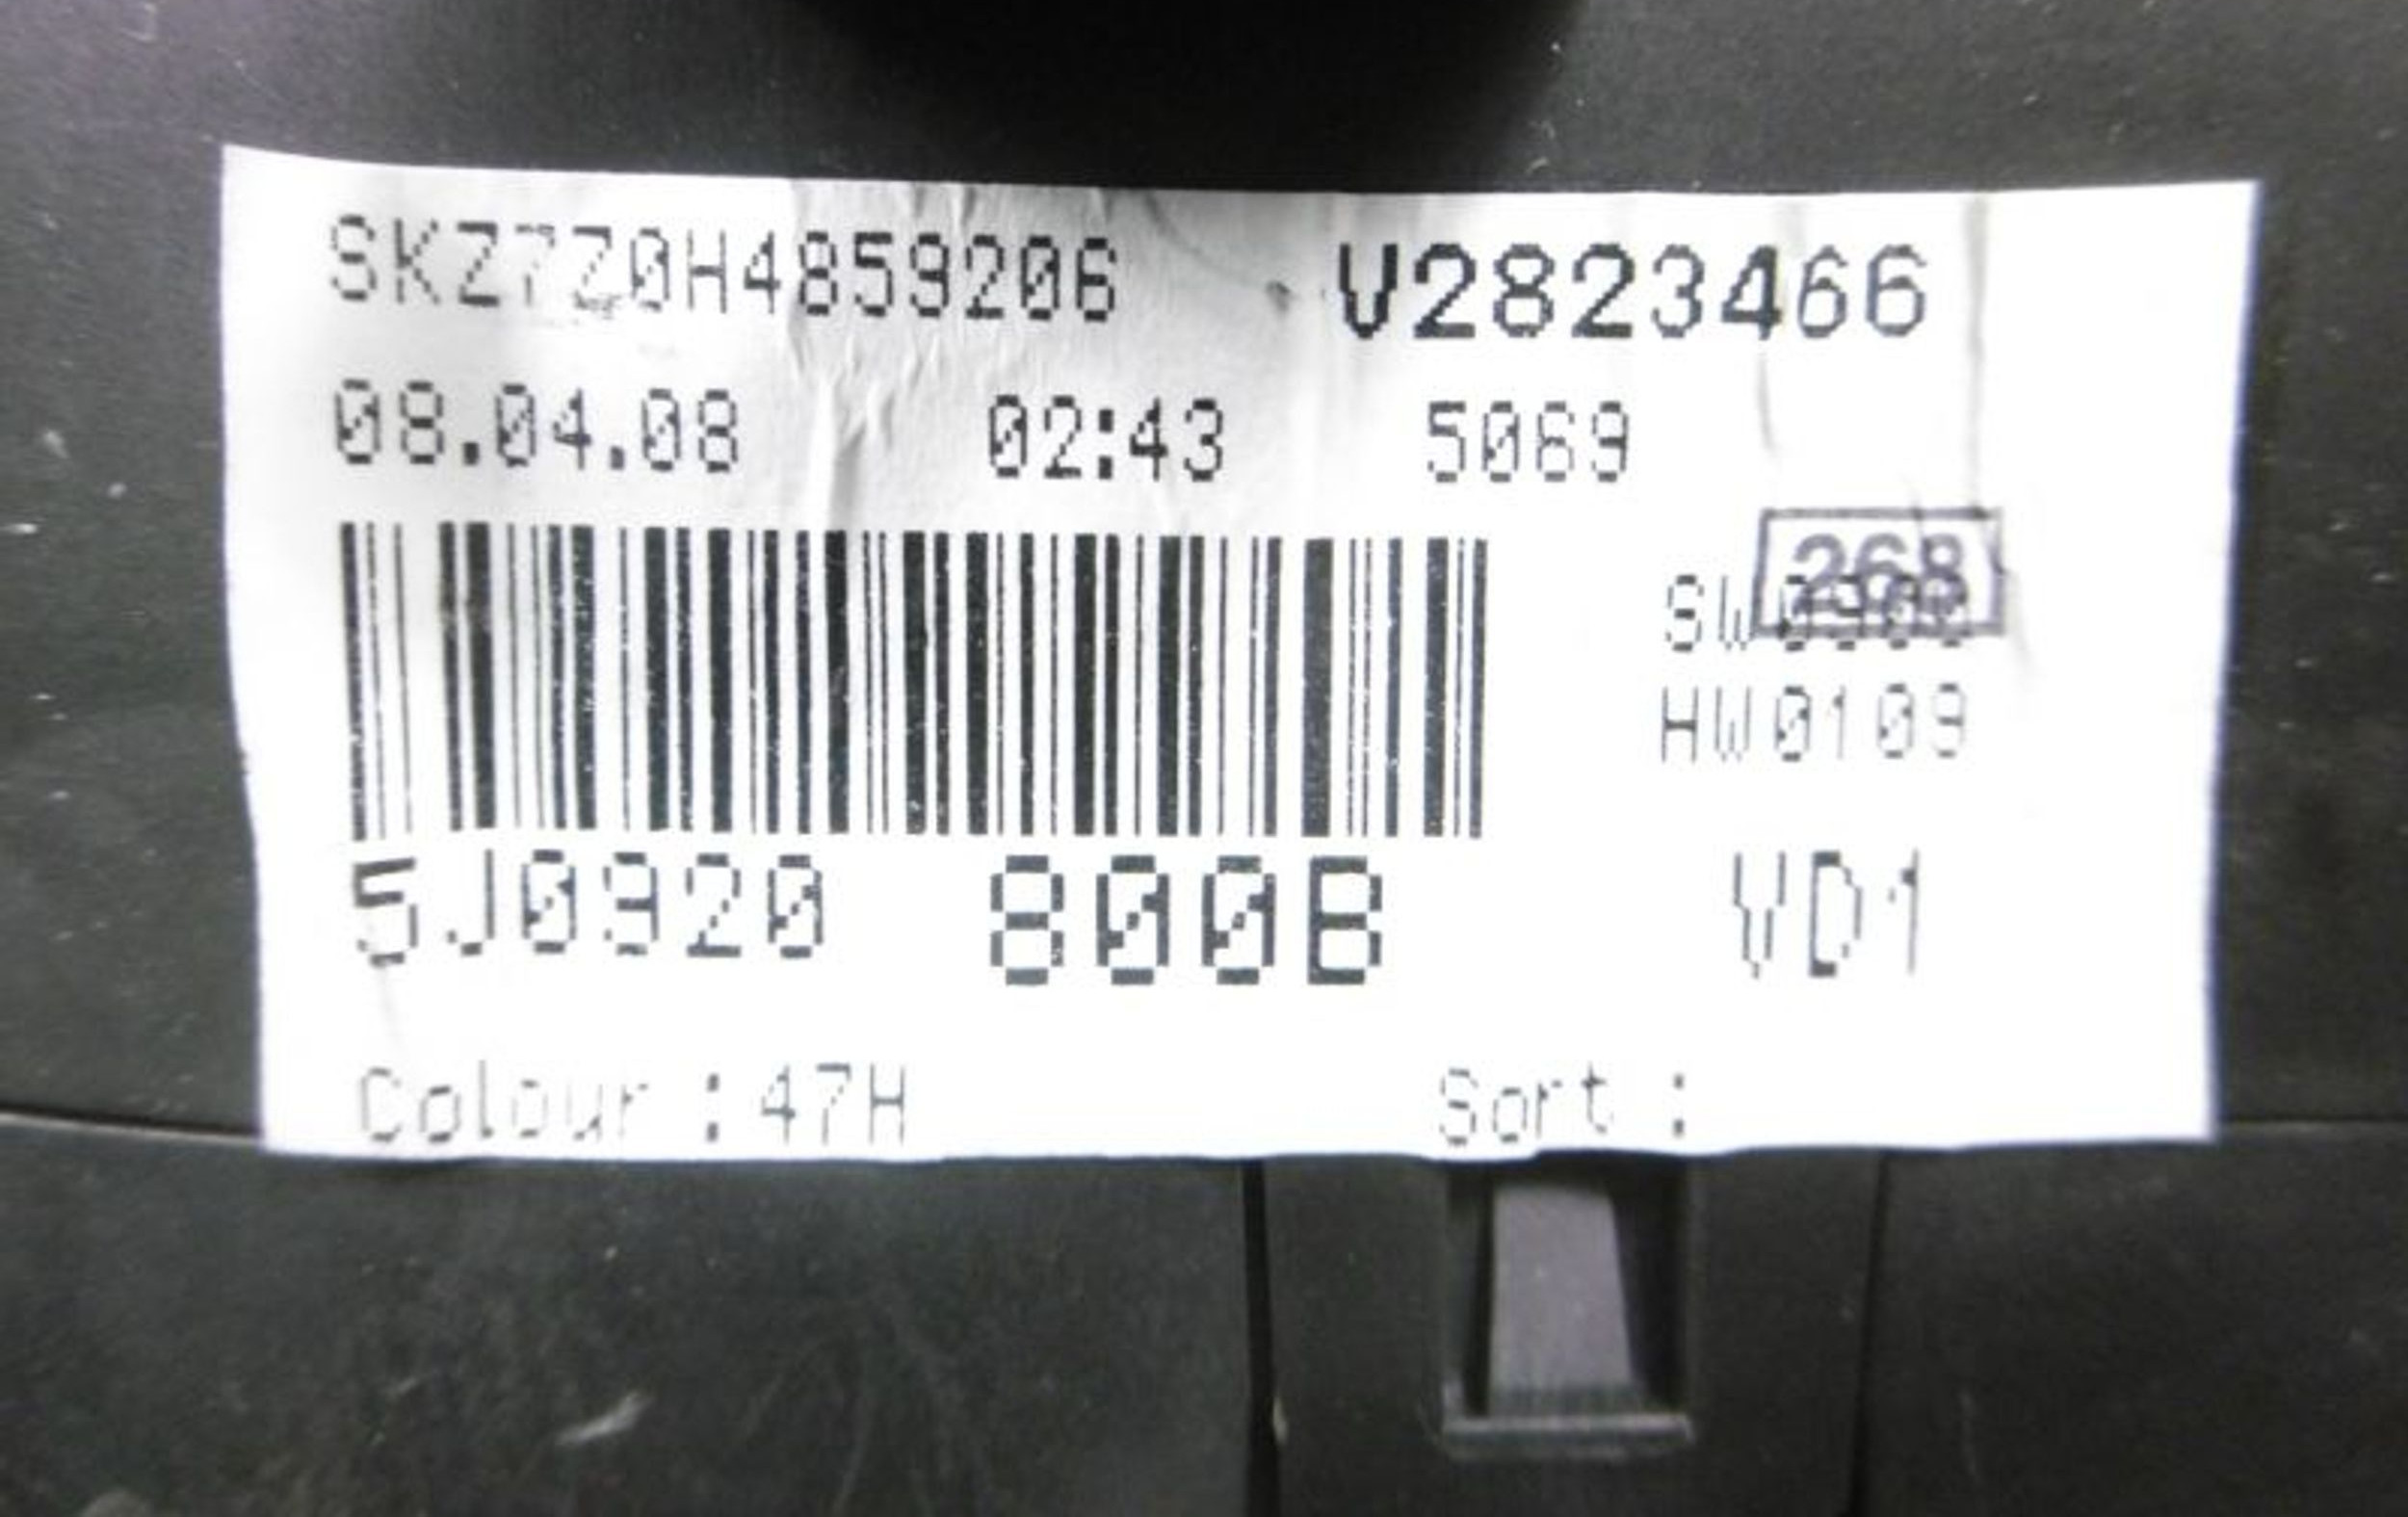 SKZ7Z0H4859206 V2823466
08.04.08 02:43 5069
268
HW0109
5J0920 800B VD1
Colour :47H Sort :